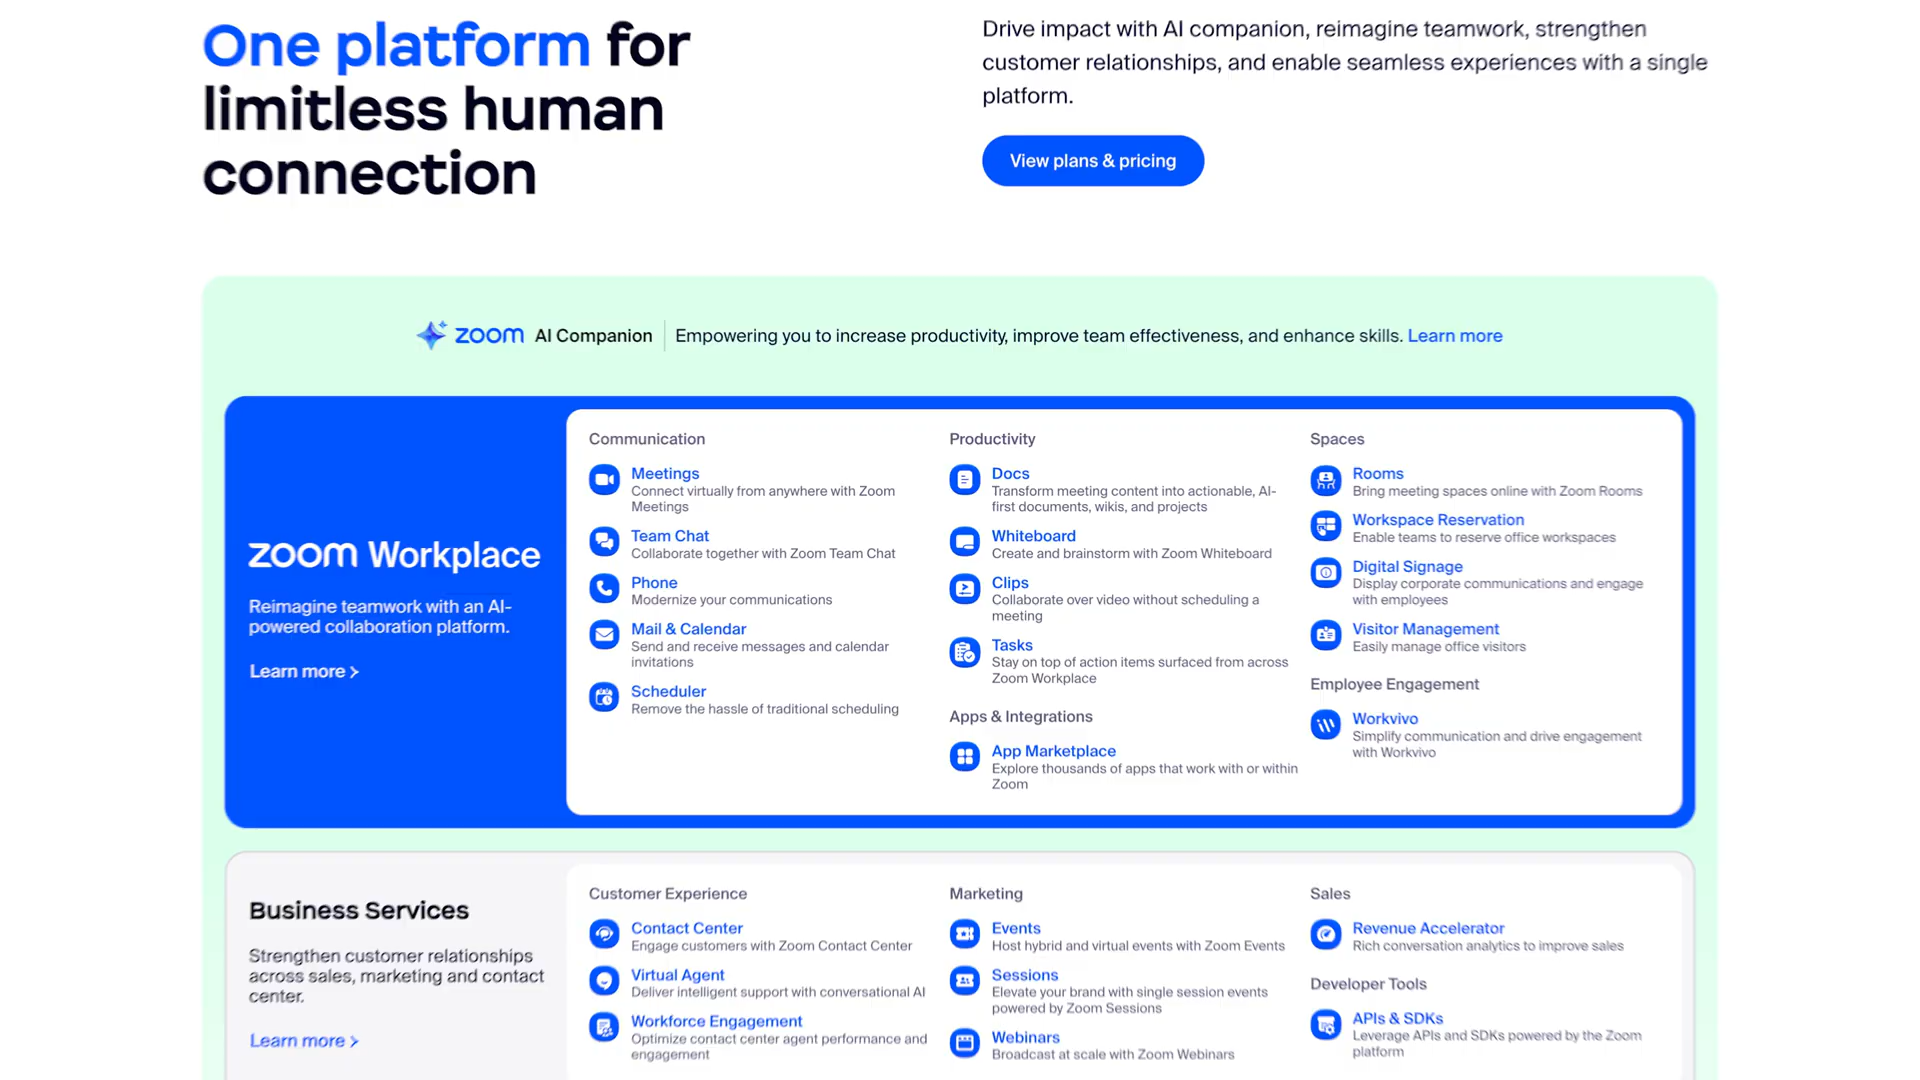 One platform for
limitless human
connection
Drive impact with AI companion, reimagine teamwork, strengthen
customer relationships, and enable seamless experiences with a single
platform.
View plans & pricing
zoom AI Companion
Empowering you to increase productivity, improve team effectiveness, and enhance skills. Learn more
zoom Workplace
Reimagine teamwork with an AI-
powered collaboration platform.
Learn more
Communication
Meetings
Connect virtually from anywhere with Zoom
Meetings
Team Chat
Collaborate together with Zoom Team Chat
Phone
Modernize your communications
Mail & Calendar
Send and receive messages and calendar
invitations
Scheduler
Remove the hassle of traditional scheduling
Productivity
Docs
Transform meeting content into actionable, AI-
first documents, wikis, and projects
Whiteboard
Create and brainstorm with Zoom Whiteboard
Clips
Collaborate over video without scheduling a
meeting
Tasks
Stay on top of action items surfaced from across
Zoom Workplace
Apps & Integrations
App Marketplace
Explore thousands of apps that work with or within
Zoom
Spaces
Rooms
Bring meeting spaces online with Zoom Rooms
Workspace Reservation
Enable teams to reserve office workspaces
Digital Signage
Display corporate communications and engage
with employees
Visitor Management
Easily manage office visitors
Employee Engagement
Workvivo
Simplify communication and drive engagement
with Workvivo
Business Services
Strengthen customer relationships
across sales, marketing and contact
center.
Learn more
Customer Experience
Contact Center
Engage customers with Zoom Contact Center
Virtual Agent
Deliver intelligent support with conversational AI
Workforce Engagement
Optimize contact center agent performance and
engagement
Marketing
Events
Host hybrid and virtual events with Zoom Events
Sessions
Elevate your brand with single session events
powered by Zoom Sessions
Webinars
Broadcast at scale with Zoom Webinars
Sales
Revenue Accelerator
Rich conversation analytics to improve sales
Developer Tools
APIs & SDKs
Leverage APIs and SDKs powered by the Zoom
platform